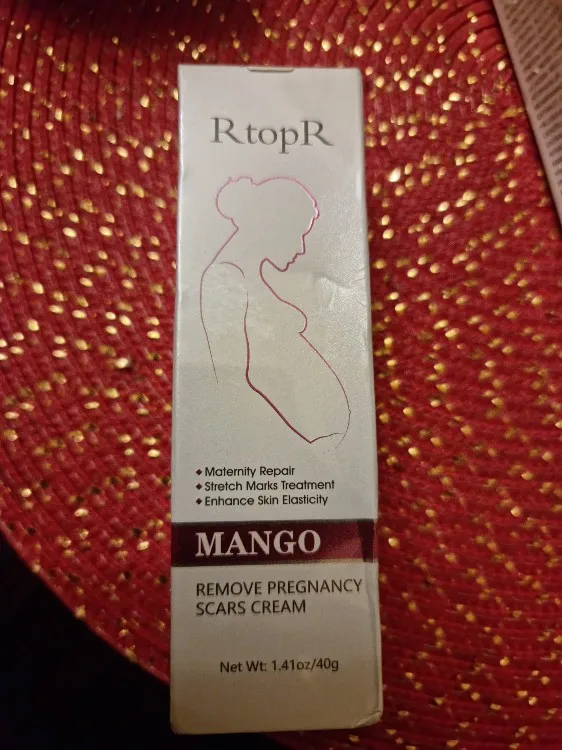 RtopR
Maternity Repair
Stretch Marks Treatment
Enhance Skin Elasticity
MANGO
REMOVE PREGNANCY
SCARS CREAM
Net Wt: 1.41oz/40g